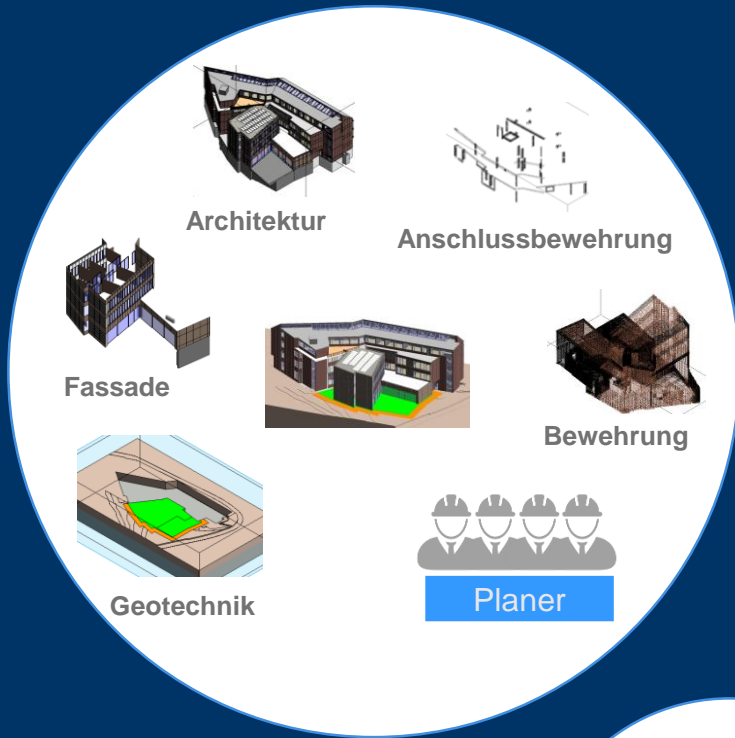 Architektur
Anschlussbewehrung
Fassade
Bewehrung
Geotechnik
Planer